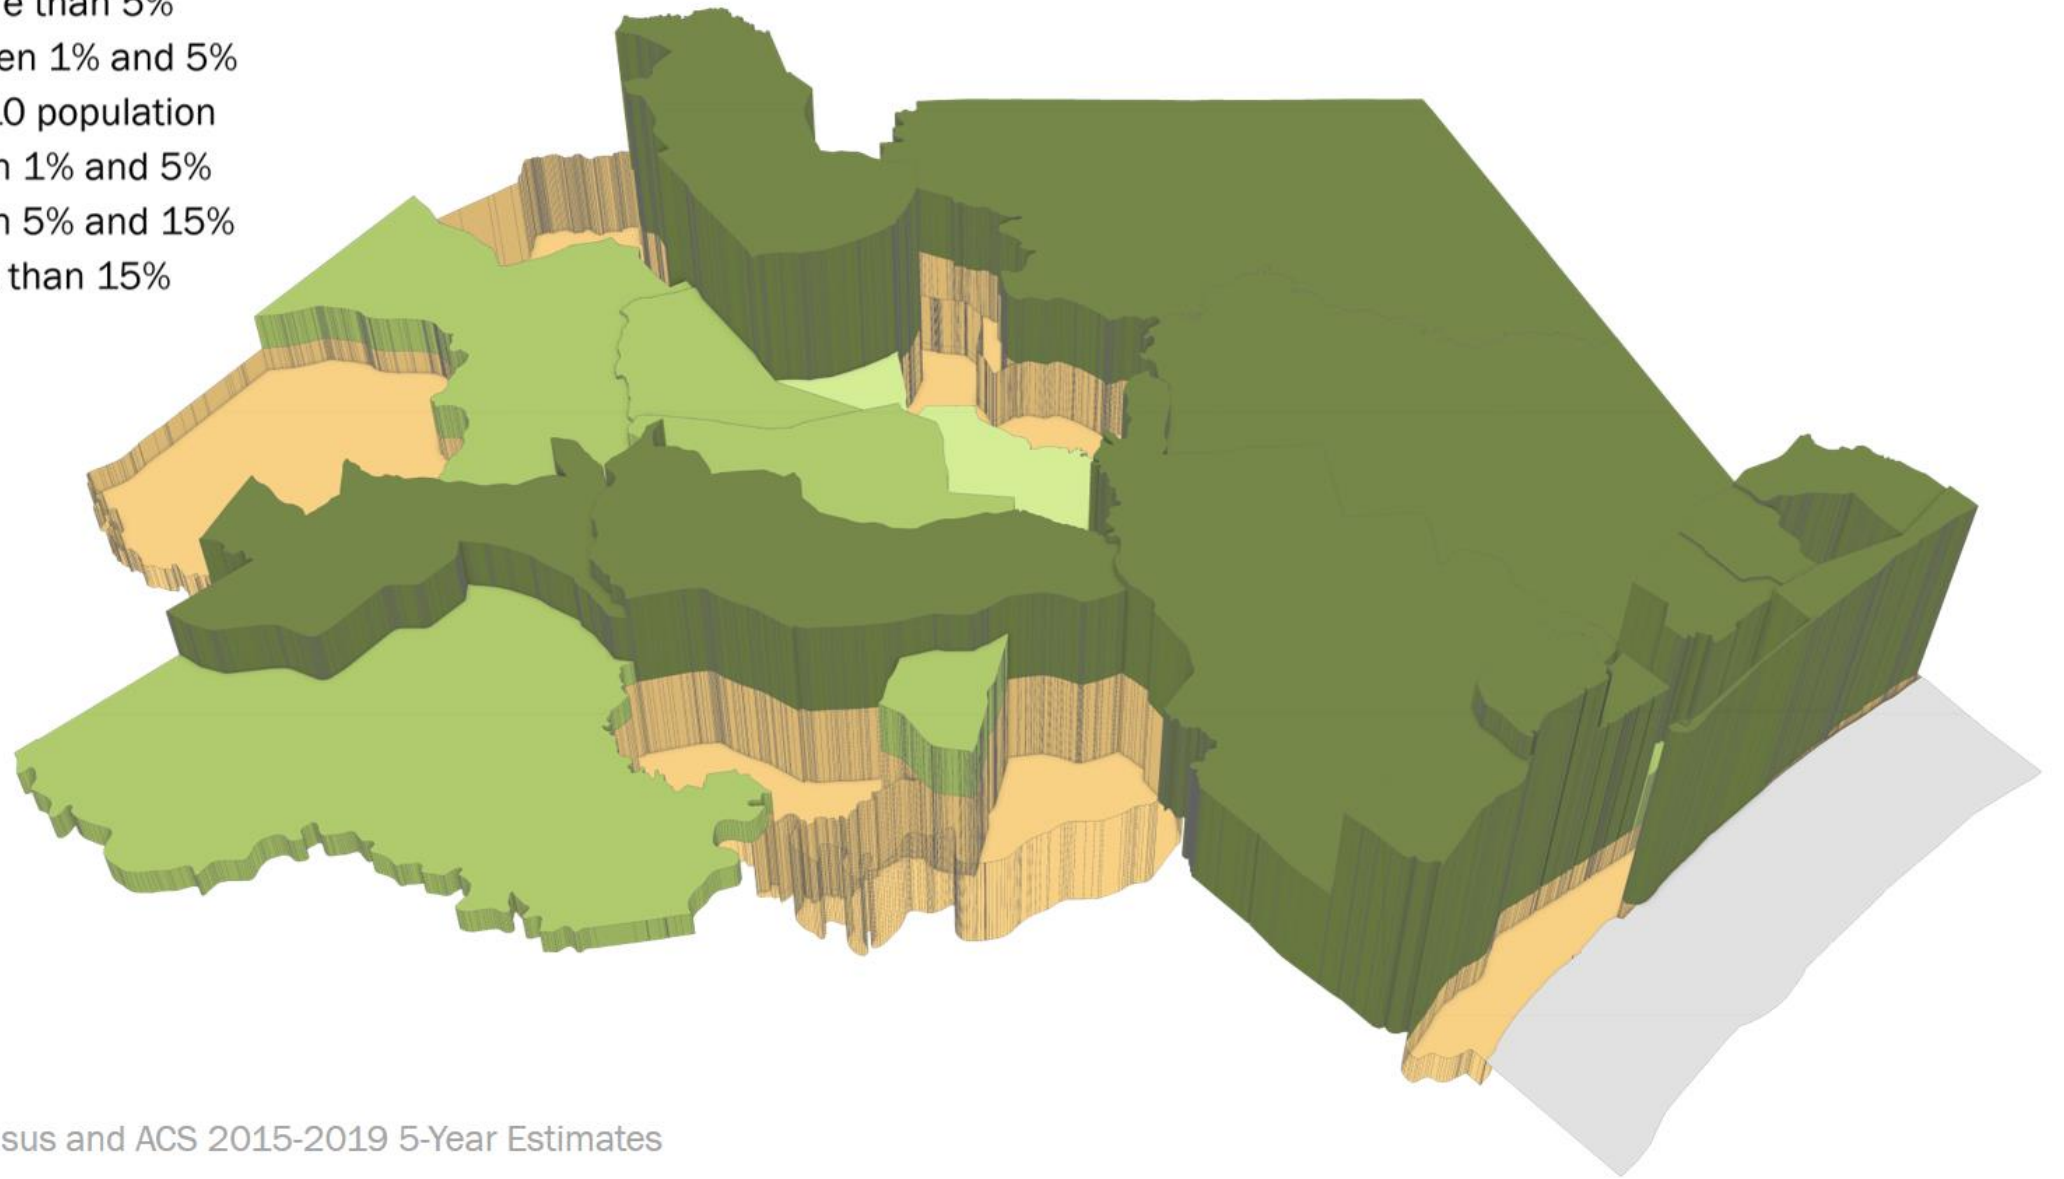 e than 5%
en 1% and 5%
0 population
n 1% and 5%
n 5% and 15%
than 15%
sus and ACS 2015-2019 5-Year Estimates